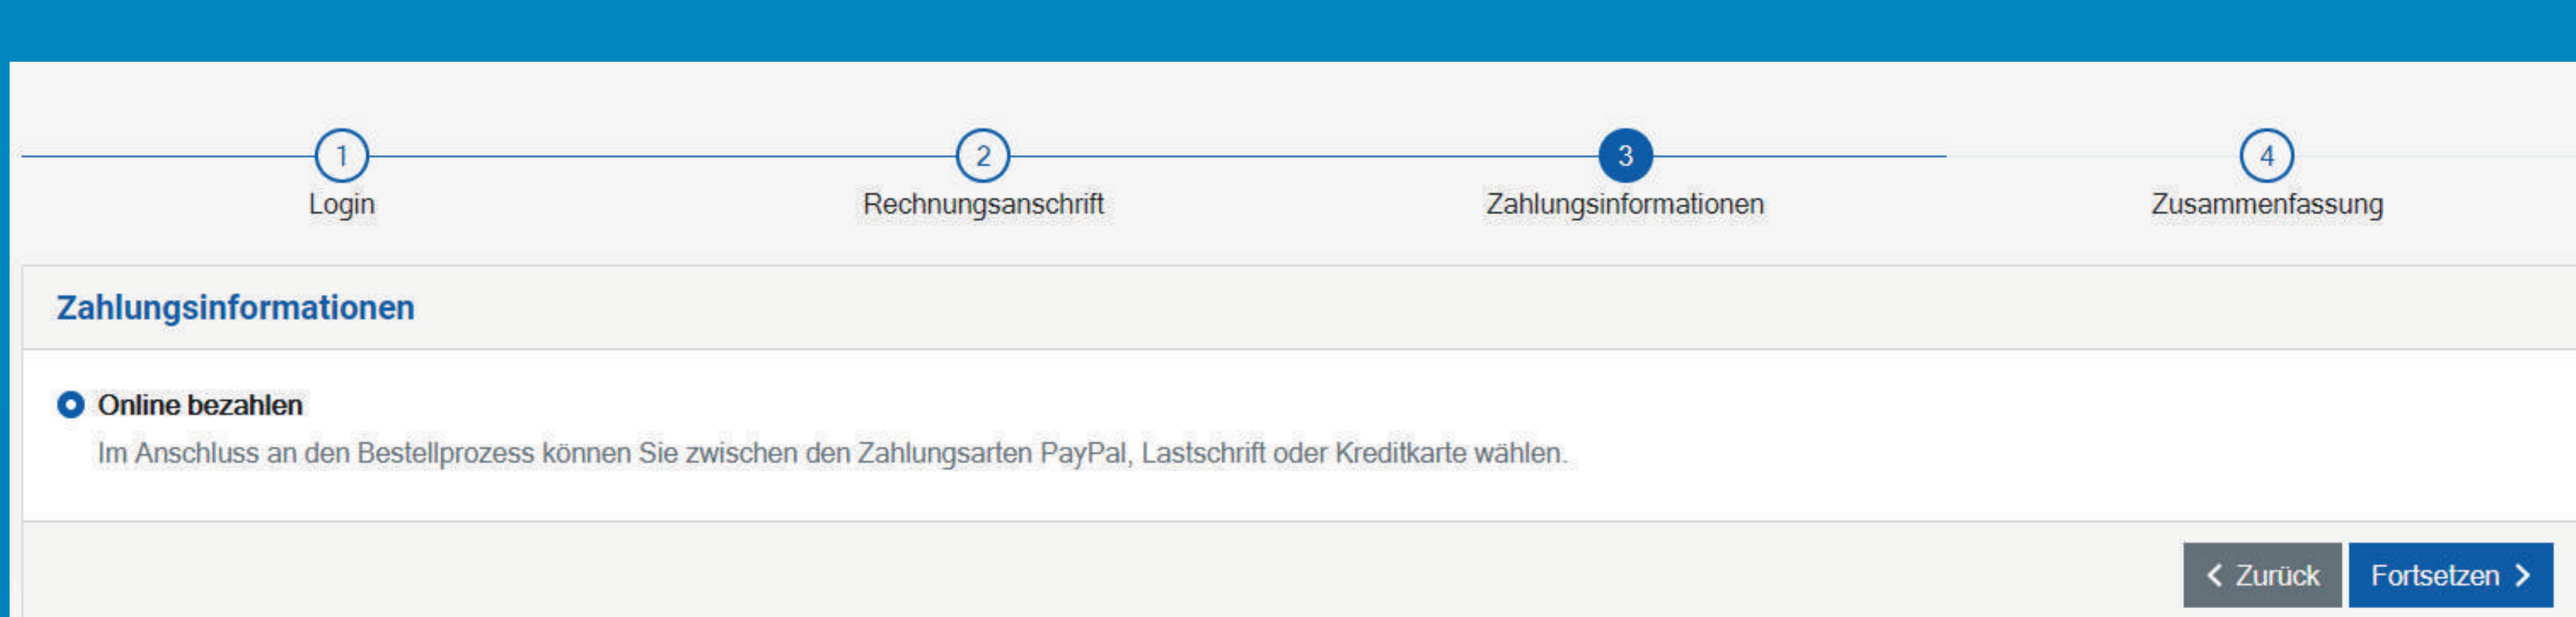 1
2
3
4
Login
Rechnungsanschrift
Zahlungsinformationen
Zusammenfassung
Zahlungsinformationen
Online bezahlen
Im Anschluss an den Bestellprozess können Sie zwischen den Zahlungsarten PayPal, Lastschrift oder Kreditkarte wählen.
Zurück
Fortsetzen